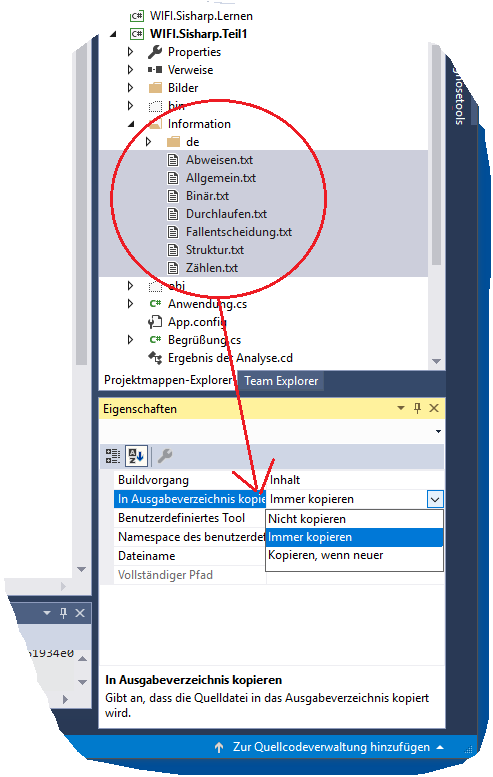 WIFI.Sisharp.Lernen
WIFI.Sisharp.Teil1
Properties
Verweise
Bilder
bin
Information
de
Abweisen.txt
Allgemein.txt
Binär.txt
Durchlaufen.txt
Fallentscheidung.txt
Struktur.txt
Zählen.txt
obj
Anwendung.cs
App.config
Begrüßung.cs
Ergebnis der Analyse.cd
Projektmappen-Explorer Team Explorer
Eigenschaften
Buildvorgang Inhalt
In Ausgabeverzeichnis kopie Immer kopieren
Benutzerdefiniertes Tool Nicht kopieren
Namespace des benutzerdef Immer kopieren
Dateiname Kopieren, wenn neuer
Vollständiger Pfad
51934e0
In Ausgabeverzeichnis kopieren
Gibt an, dass die Quelldatei in das Ausgabeverzeichnis kopiert
wird.
Zur Quellcodeverwaltung hinzufügen
gnosetools